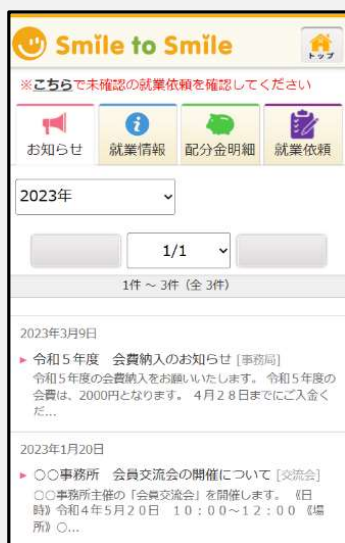 Smile to Smile
トップ
※こちらで未確認の就業依頼を確認してください
お知らせ 就業情報 配分金明細 就業依頼
2023年
1/1
1件 ~ 3件 (全 3件)
2023年3月9日
令和5年度 会費納入のお知らせ [事務局]
令和5年度の会費納入をお願いいたします。 令和5年度の
会費は、2000円となります。 4月28日までにご入金く
だ...
2023年1月20日
○○事務所 会員交流会の開催について [交流会]
○○事務所主催の「会員交流会」を開催します。 《日
時》令和4年5月20日 10:00~12:00 《場
所》○...